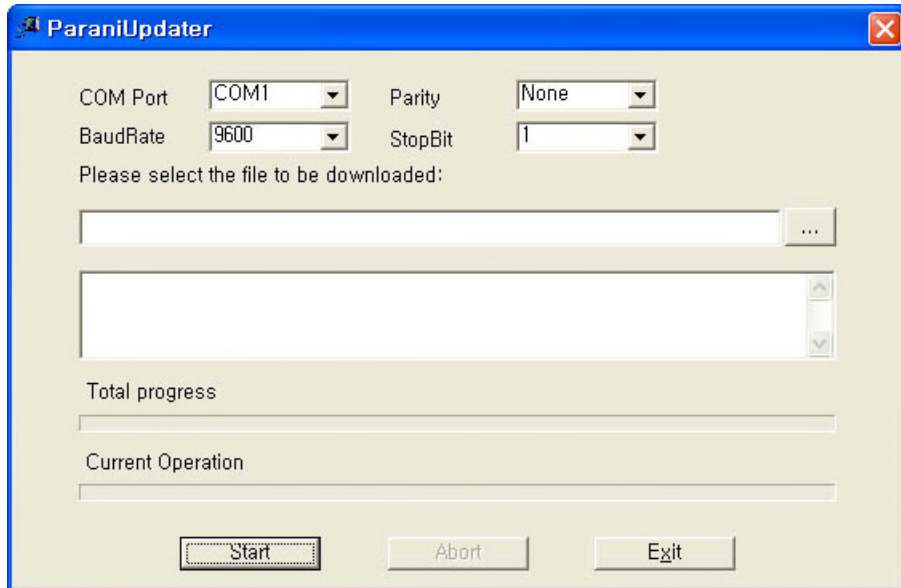 ParaniUpdater
COM Port COM1 Parity None
BaudRate 9600 StopBit 1
Please select the file to be downloaded:
...
Total progress
Current Operation
Start Abort Exit